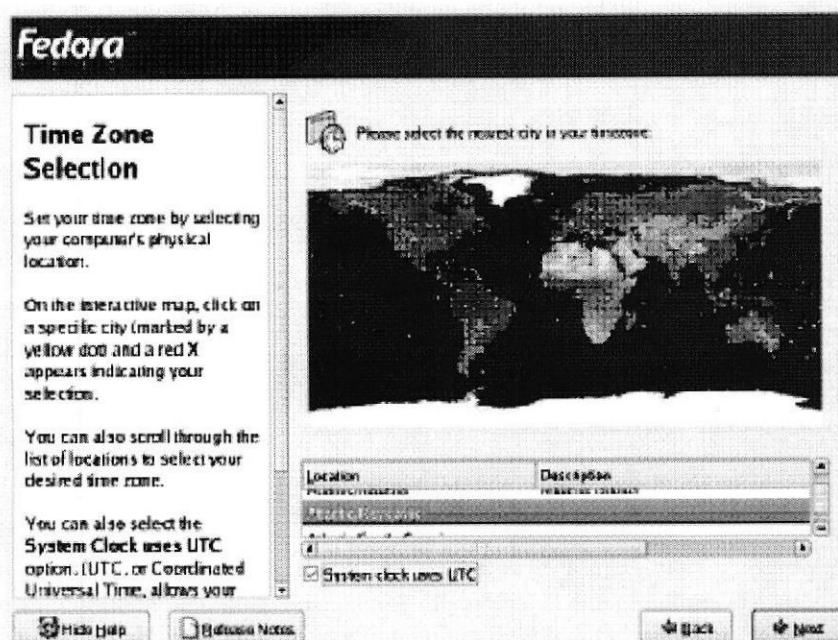 Fedora
Time Zone
Selection
Set your time zone by selecting
your computer's physical
location.
On the interactive map, click on
a specific city (marked by a
yellow dot) and a red X
appears indicating your
selection.
You can also scroll through the
list of locations to select your
desired time zone.
You can also select the
System Clock uses UTC
option. (UTC, or Coordinated
Universal Time, allows your
Please select the nearest city in your timezone:
Location Description
System clock uses UTC
Hide Help
Release Notes
Back
Next